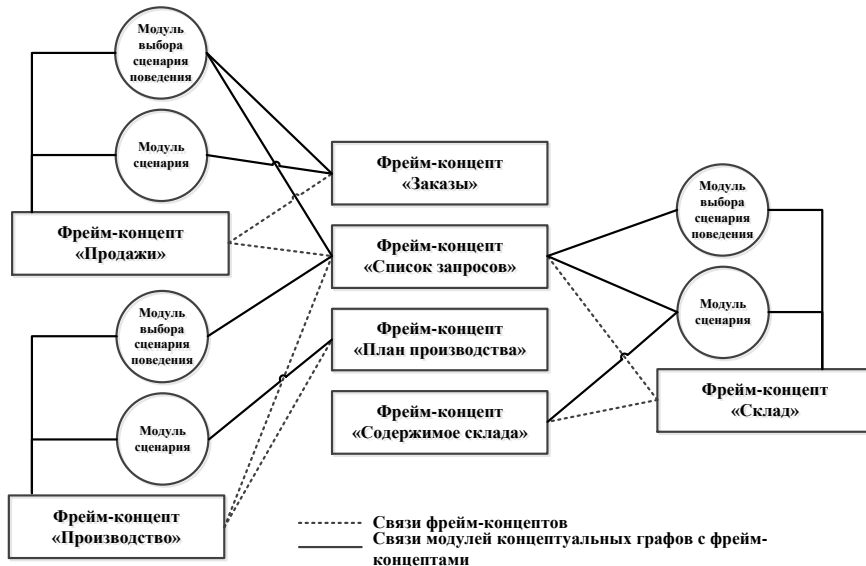 Модуль
выбора
сценария
поведения
Модуль
сценария
Фрейм-концепт
«Продажи»
Модуль
выбора
сценария
поведения
Модуль
сценария
Фрейм-концепт
«Производство»
Фрейм-концепт
«Заказы»
Фрейм-концепт
«Список запросов»
Фрейм-концепт
«План производства»
Фрейм-концепт
«Содержимое склада»
Модуль
выбора
сценария
поведения
Модуль
сценария
Фрейм-концепт
«Склад»
Связи фрейм-концептов
Связи модулей концептуальных графов с фрейм-
концептами